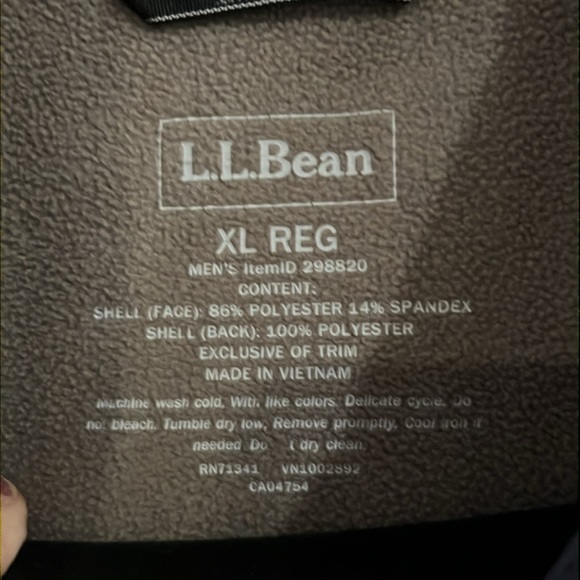 L.L.Bean
XL REG
MEN'S ItemID 298820
CONTENT:
SHELL (FACE): 86% POLYESTER 14% SPANDEX
SHELL (BACK): 100% POLYESTER
EXCLUSIVE OF TRIM
MADE IN VIETNAM
Machine wash cold, With like colors. Delicate cycle. Do
not bleach. Tumble dry low, Remove promptly, Cool iron if
needed. Do t dry clean.
RN71341 VN1002892
CA04754